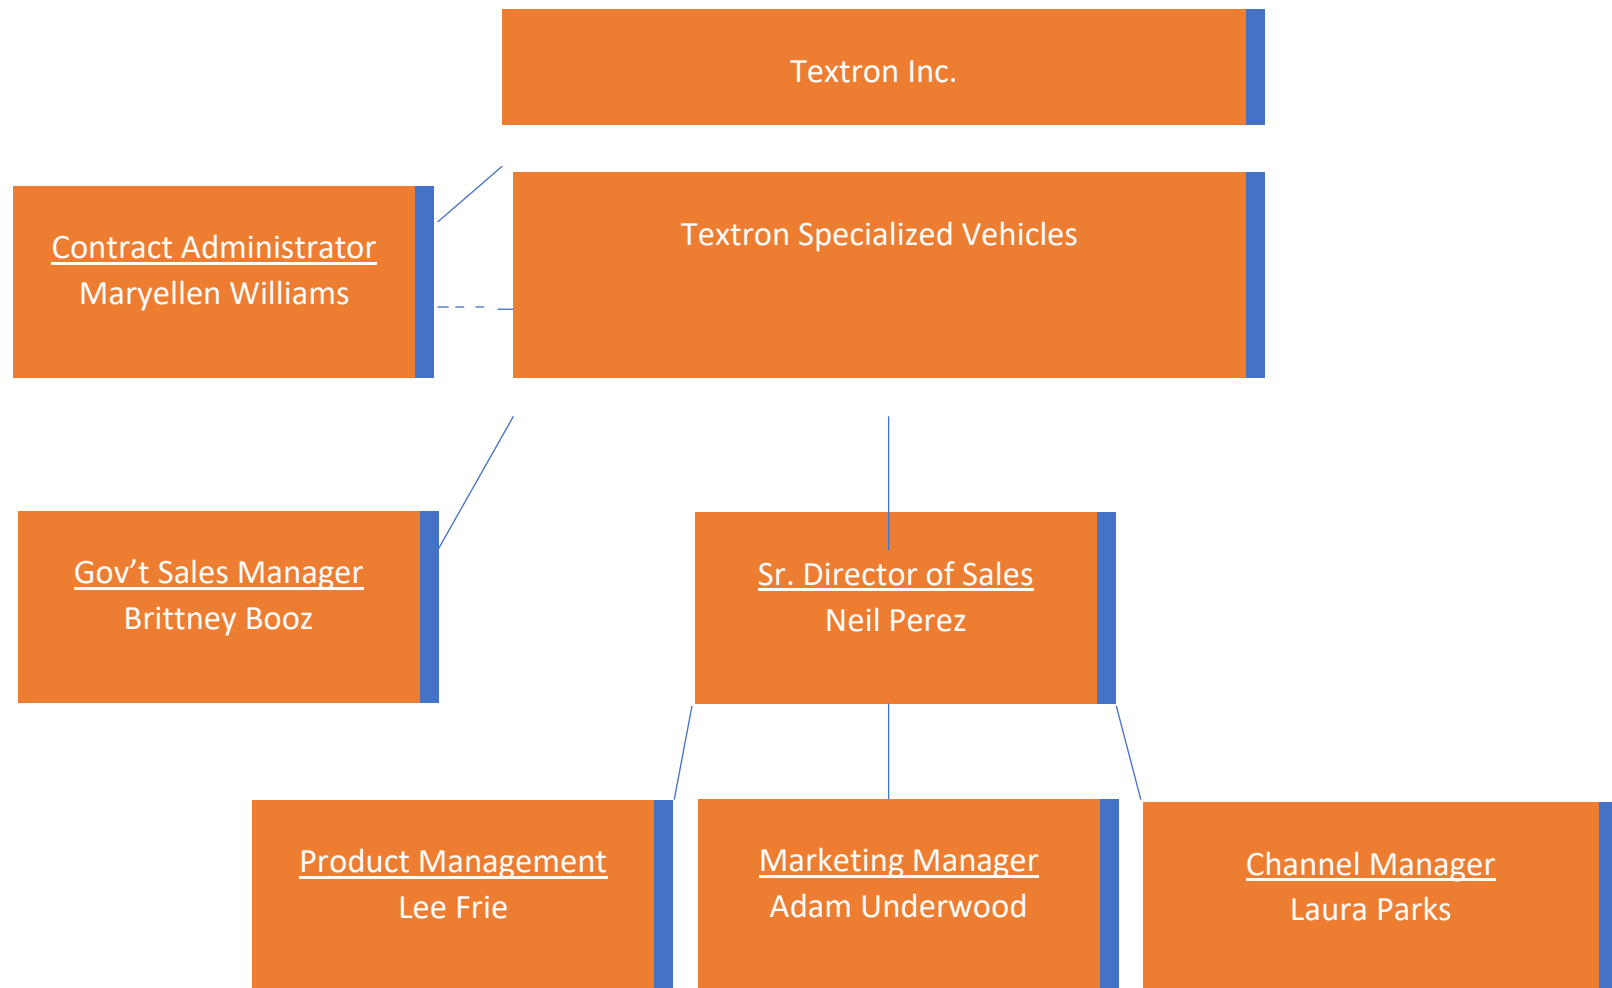 Textron Inc.
Textron Specialized Vehicles
Contract Administrator
Maryellen Williams
Gov’t Sales Manager
Brittney Booz
Sr. Director of Sales
Neil Perez
Product Management
Lee Frie
Marketing Manager
Adam Underwood
Channel Manager
Laura Parks